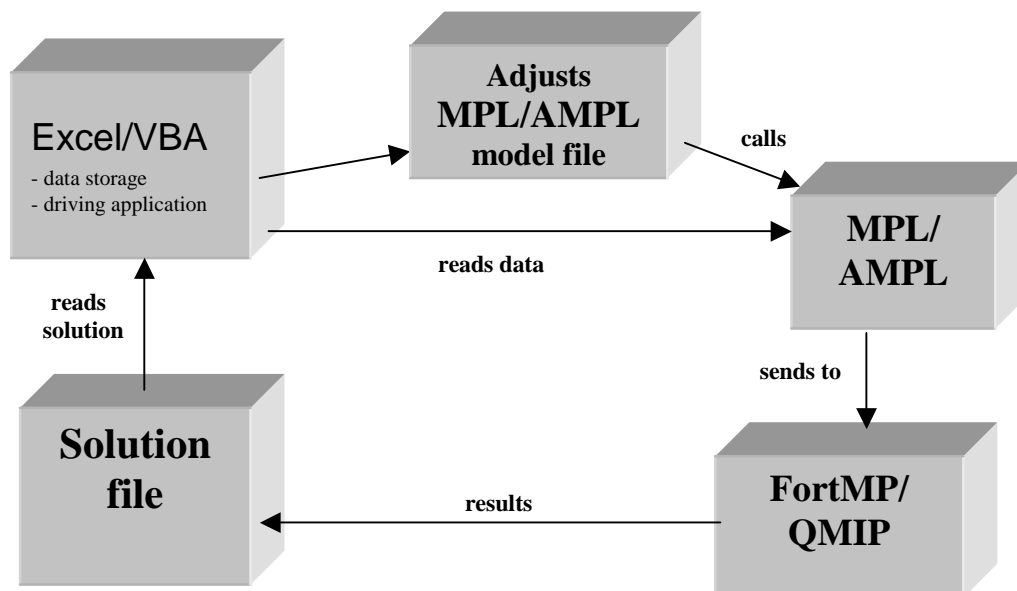 Excel/VBA
- data storage
- driving application
Adjusts
MPL/AMPL
model file
calls
MPL/
AMPL
reads data
reads
solution
sends to
Solution
file
results
FortMP/
QMIP